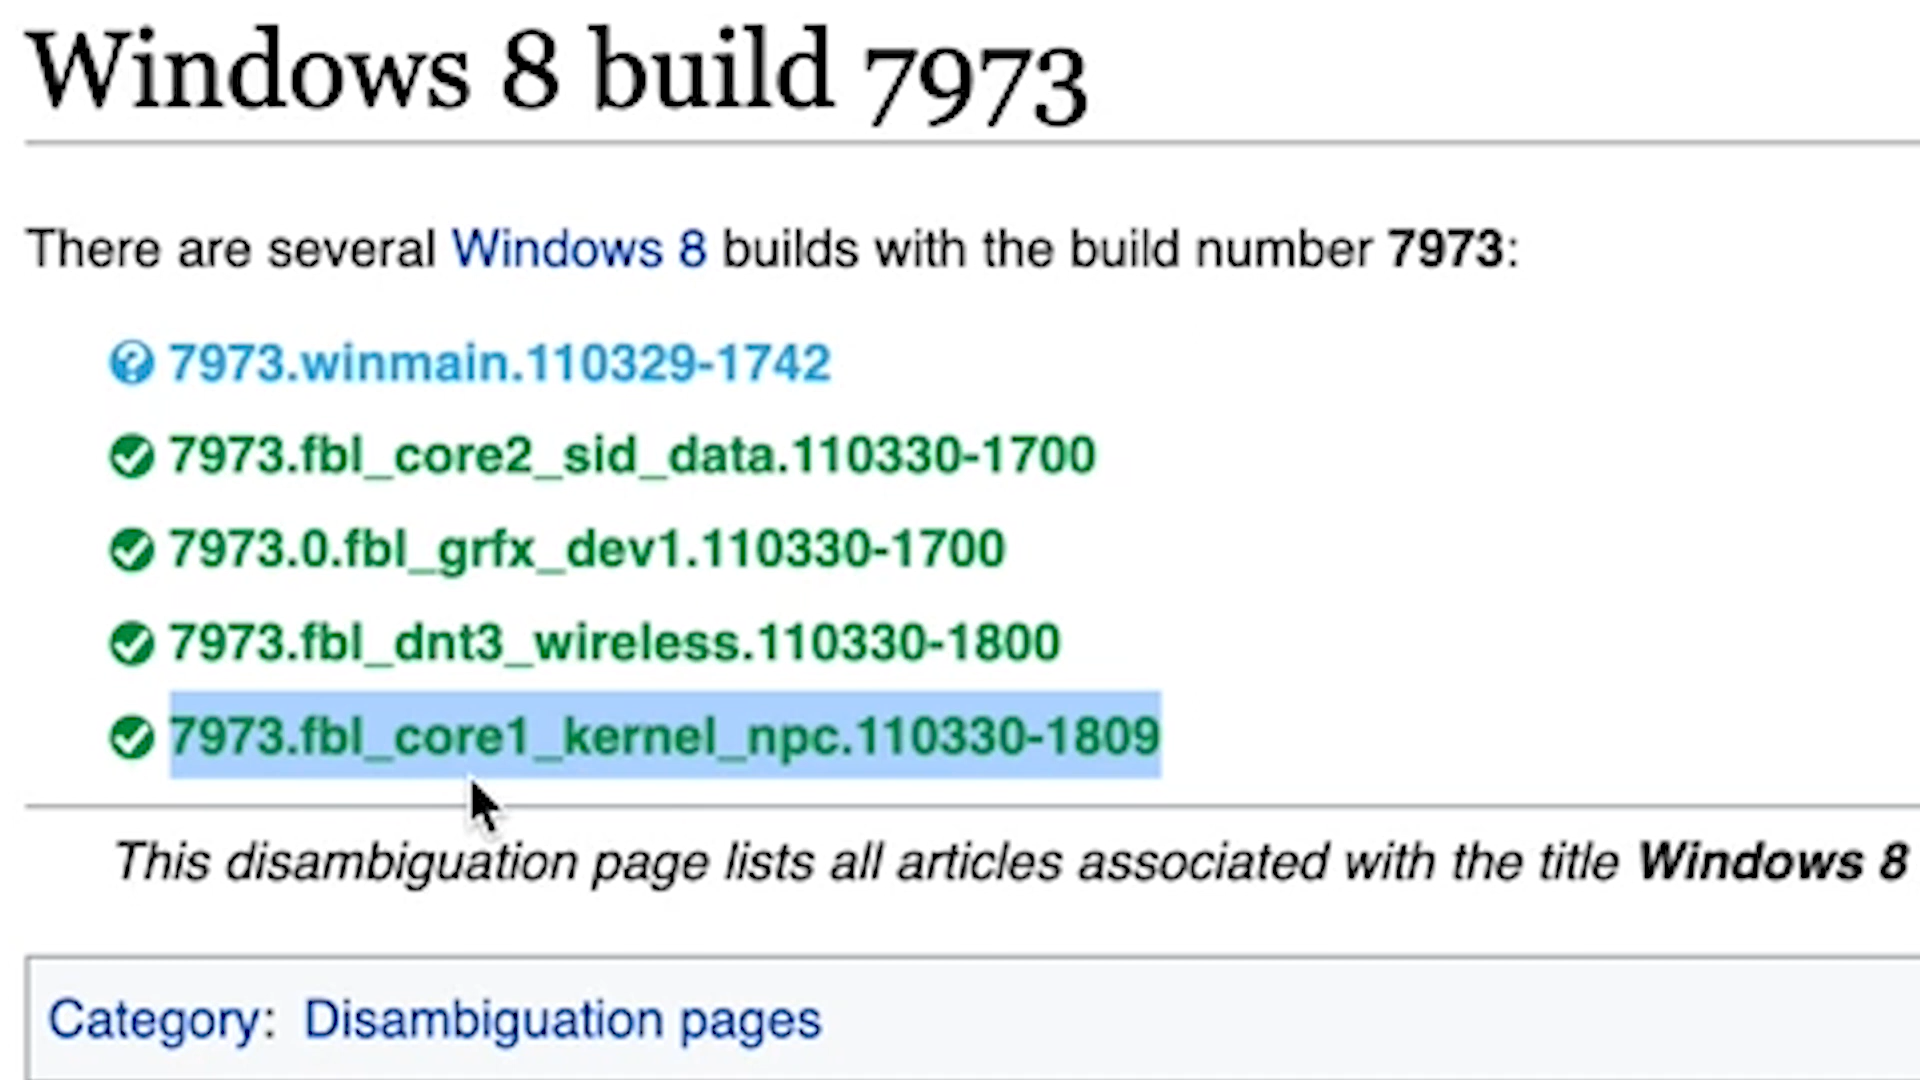 Windows 8 build 7973
There are several Windows 8 builds with the build number 7973:
7973.winmain.110329-1742
7973.fbl_core2_sid_data.110330-1700
7973.0.fbl_grfx_dev1.110330-1700
7973.fbl_dnt3_wireless.110330-1800
7973.fbl_core1_kernel_npc.110330-1809
This disambiguation page lists all articles associated with the title Windows 8
Category: Disambiguation pages